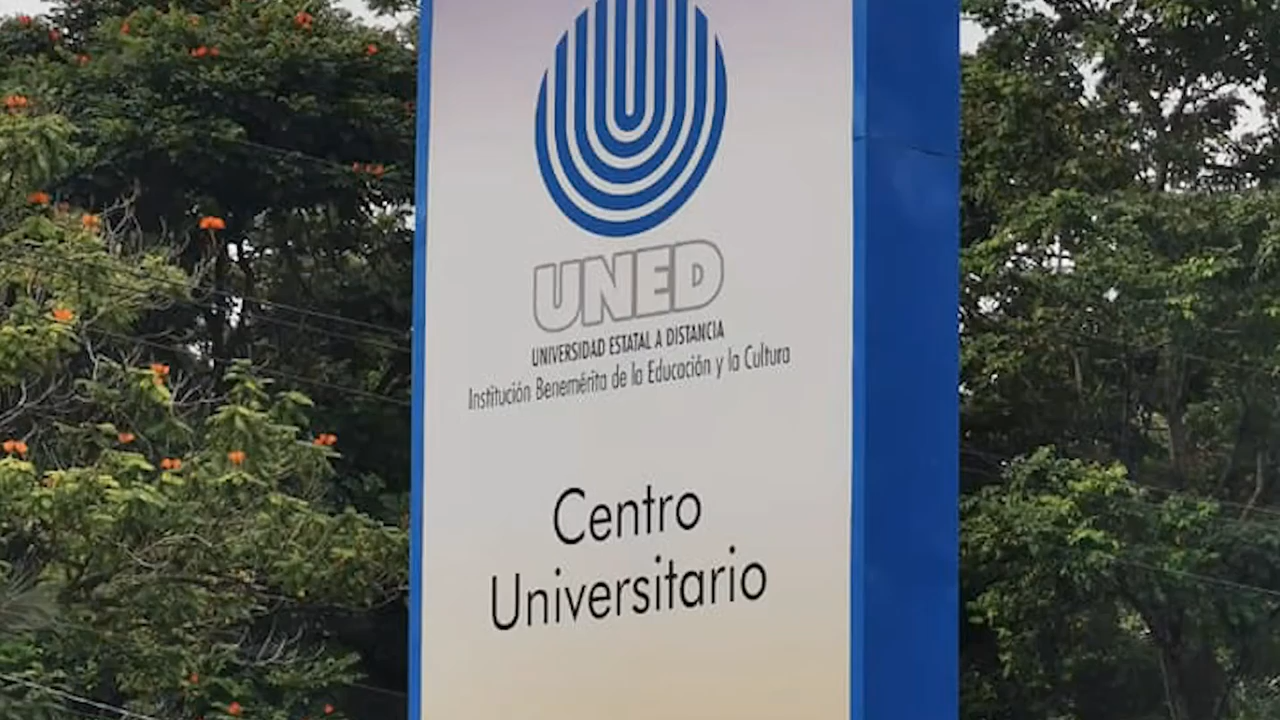 UNED
UNIVERSIDAD ESTATAL A DISTANCIA
Institución Benemérita de la Educación y la Cultura
Centro
Universitario